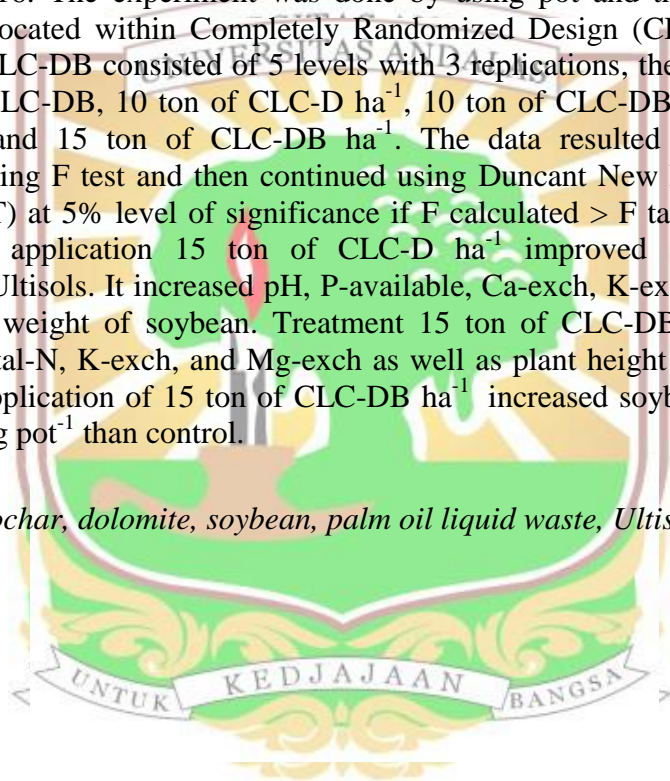 16. The experiment was done by using pot and th
ocated within Completely Randomized Design (C
UNIVERSITAS ANDALAS
LC-DB consisted of 5 levels with 3 replications, the
LC-DB, 10 ton of CLC-D ha⁻¹, 10 ton of CLC-DB
and 15 ton of CLC-DB ha⁻¹. The data resulted
ing F test and then continued using Duncant New
T) at 5% level of significance if F calculated > F ta
application 15 ton of CLC-D ha⁻¹ improved
Ultisols. It increased pH, P-available, Ca-exch, K-ex
weight of soybean. Treatment 15 ton of CLC-DB
tal-N, K-exch, and Mg-exch as well as plant height
pplication of 15 ton of CLC-DB ha⁻¹ increased soyb
g pot⁻¹ than control.
ochar, dolomite, soybean, palm oil liquid waste, Ultis
UNTUK KEDJAJAAN BANGSA